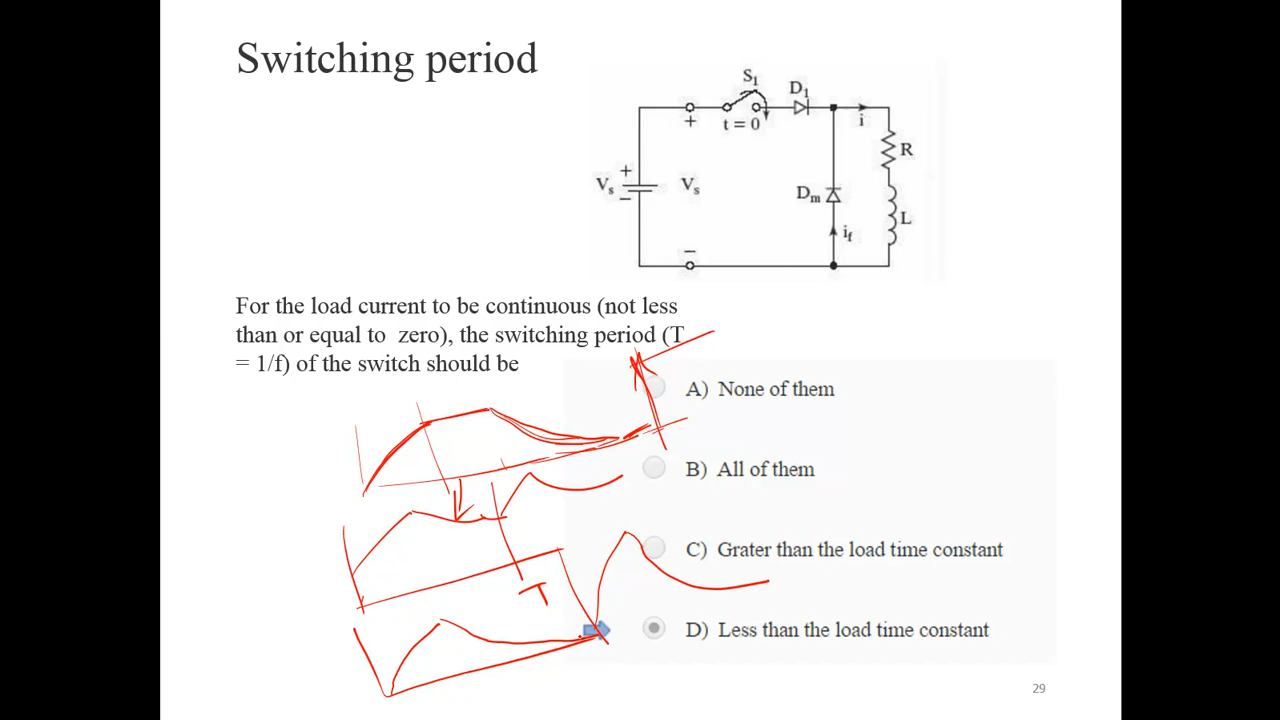 Switching period
S1
D1
+
t = 0
i
R
+
Vs
Vs
Dm
−
L
if
−
For the load current to be continuous (not less
than or equal to zero), the switching period (T
= 1/f) of the switch should be
A) None of them
B) All of them
C) Grater than the load time constant
T
D) Less than the load time constant
29